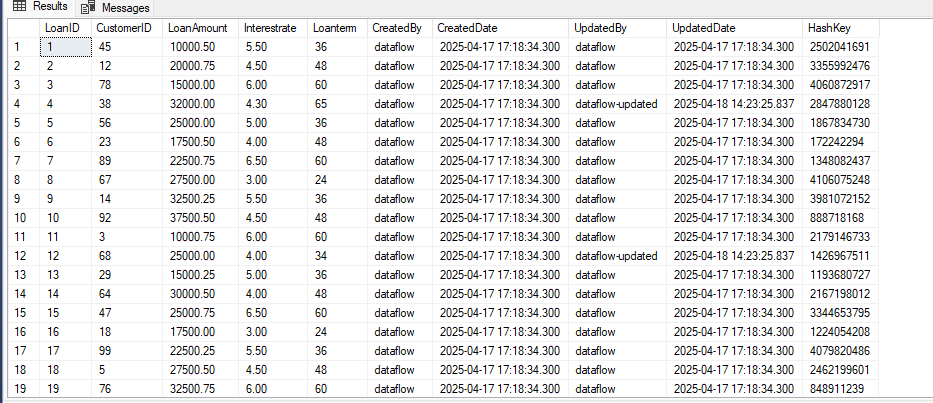 Results Messages
LoanID CustomerID LoanAmount Interestrate Loanterm CreatedBy CreatedDate UpdatedBy UpdatedDate HashKey
1 1 45 10000.50 5.50 36 dataflow 2025-04-17 17:18:34.300 dataflow 2025-04-17 17:18:34.300 2502041691
2 2 12 20000.75 4.50 48 dataflow 2025-04-17 17:18:34.300 dataflow 2025-04-17 17:18:34.300 3355992476
3 3 78 15000.00 6.00 60 dataflow 2025-04-17 17:18:34.300 dataflow 2025-04-17 17:18:34.300 4060872917
4 4 38 32000.00 4.30 65 dataflow 2025-04-17 17:18:34.300 dataflow-updated 2025-04-18 14:23:25.837 2847880128
5 5 56 25000.00 5.00 36 dataflow 2025-04-17 17:18:34.300 dataflow 2025-04-17 17:18:34.300 1867834730
6 6 23 17500.50 4.00 48 dataflow 2025-04-17 17:18:34.300 dataflow 2025-04-17 17:18:34.300 172242294
7 7 89 22500.75 6.50 60 dataflow 2025-04-17 17:18:34.300 dataflow 2025-04-17 17:18:34.300 1348082437
8 8 67 27500.00 3.00 24 dataflow 2025-04-17 17:18:34.300 dataflow 2025-04-17 17:18:34.300 4106075248
9 9 14 32500.25 5.50 36 dataflow 2025-04-17 17:18:34.300 dataflow 2025-04-17 17:18:34.300 3981072152
10 10 92 37500.50 4.50 48 dataflow 2025-04-17 17:18:34.300 dataflow 2025-04-17 17:18:34.300 888718168
11 11 3 10000.75 6.00 60 dataflow 2025-04-17 17:18:34.300 dataflow 2025-04-17 17:18:34.300 2179146733
12 12 68 25000.00 4.00 34 dataflow 2025-04-17 17:18:34.300 dataflow-updated 2025-04-18 14:23:25.837 1426967511
13 13 29 15000.25 5.00 36 dataflow 2025-04-17 17:18:34.300 dataflow 2025-04-17 17:18:34.300 1193680727
14 14 64 30000.50 4.00 48 dataflow 2025-04-17 17:18:34.300 dataflow 2025-04-17 17:18:34.300 2167198012
15 15 47 25000.75 6.50 60 dataflow 2025-04-17 17:18:34.300 dataflow 2025-04-17 17:18:34.300 3344653795
16 16 18 17500.00 3.00 24 dataflow 2025-04-17 17:18:34.300 dataflow 2025-04-17 17:18:34.300 1224054208
17 17 99 22500.25 5.50 36 dataflow 2025-04-17 17:18:34.300 dataflow 2025-04-17 17:18:34.300 4079820486
18 18 5 27500.50 4.50 48 dataflow 2025-04-17 17:18:34.300 dataflow 2025-04-17 17:18:34.300 2462199601
19 19 76 32500.75 6.00 60 dataflow 2025-04-17 17:18:34.300 dataflow 2025-04-17 17:18:34.300 848911239